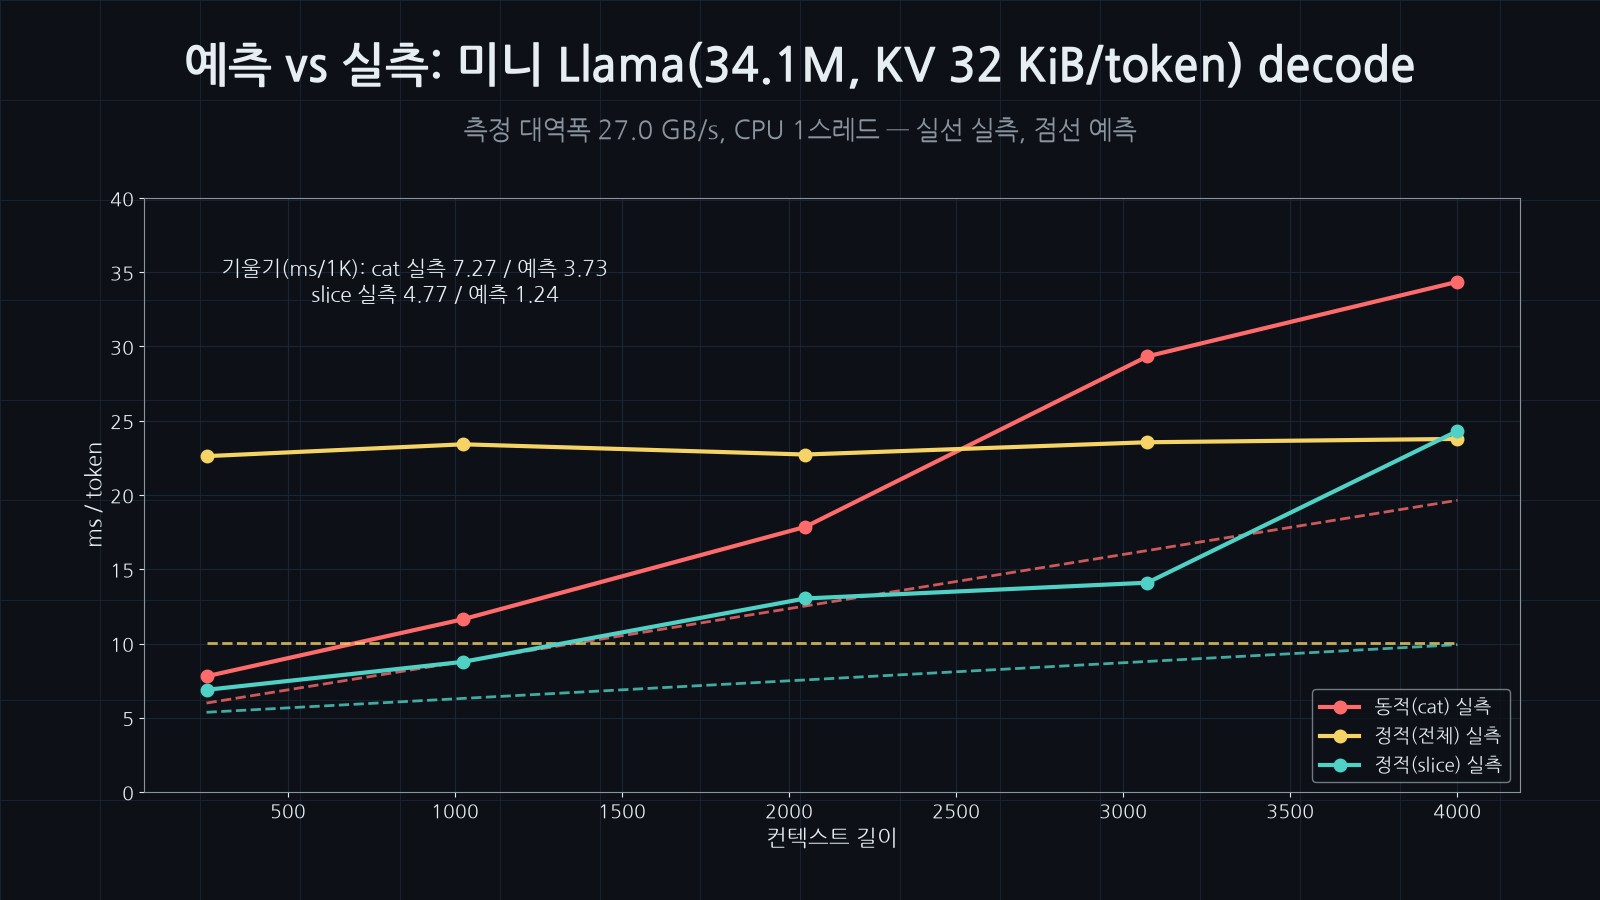 예측 vs 실측: 미니 Llama(34.1M, KV 32 KiB/token) decode
측정 대역폭 27.0 GB/s, CPU 1스레드 — 실선 실측, 점선 예측
40
35
30
25
20
15
10
5
0
ms / token
기울기(ms/1K): cat 실측 7.27 / 예측 3.73
slice 실측 4.77 / 예측 1.24
동적(cat) 실측
정적(전체) 실측
정적(slice) 실측
500 1000 1500 2000 2500 3000 3500 4000
컨텍스트 길이